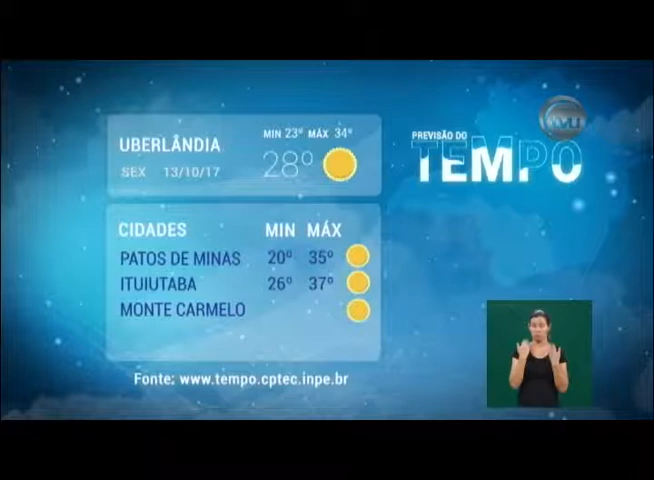 UBERLÂNDIA
SEX 13/10/17
MIN 23º MÁX 34º
28º
PREVISÃO DO
TEMPO
CIDADES MIN MÁX
PATOS DE MINAS 20º 35º
ITUIUTABA 26º 37º
MONTE CARMELO
Fonte: www.tempo.cptec.inpe.br